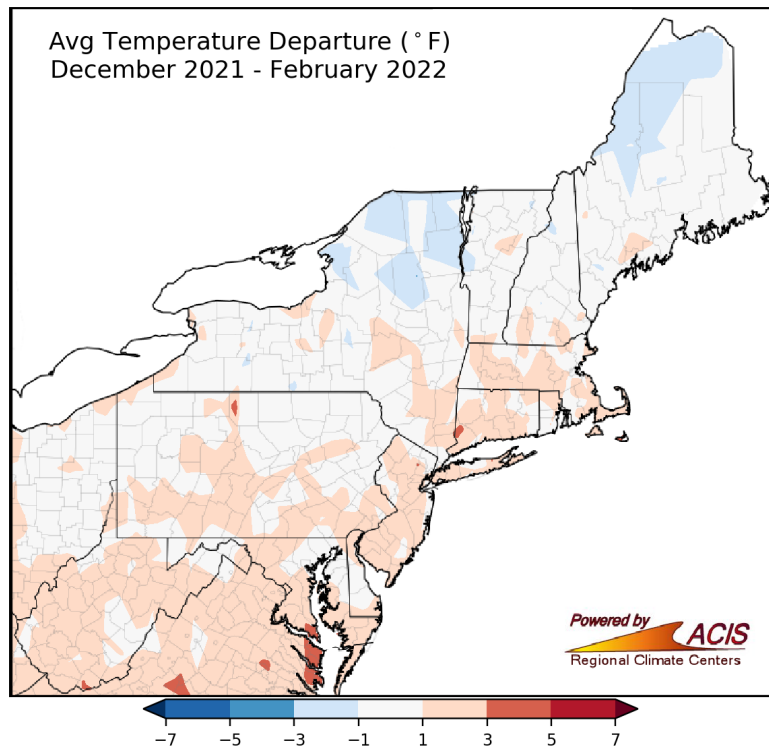 Avg Temperature Departure (°F)
December 2021 - February 2022
Powered by
ACIS
Regional Climate Centers
−7 −5 −3 −1 1 3 5 7